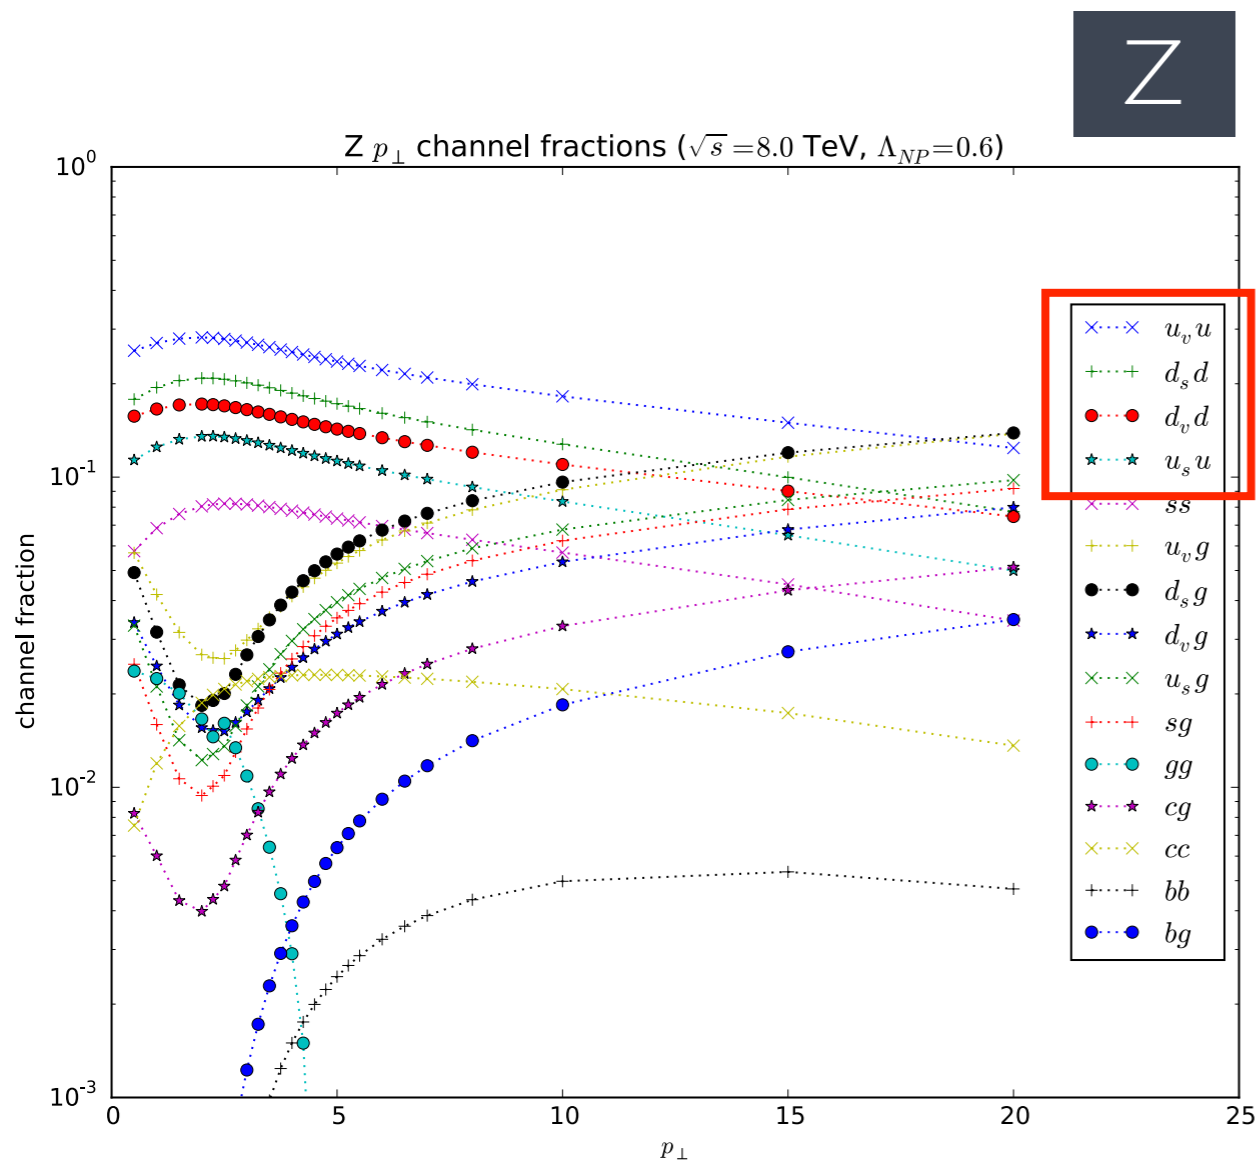 Z
Z p⊥ channel fractions (√s =8.0 TeV, Λ_NP=0.6)
channel fraction
10^0
10^-1
10^-2
10^-3
0 5 10 15 20 25
p⊥
u_v u
d_s d
d_v d
u_s u
ss
u_v g
d_s g
d_v g
u_s g
sg
gg
cg
cc
bb
bg